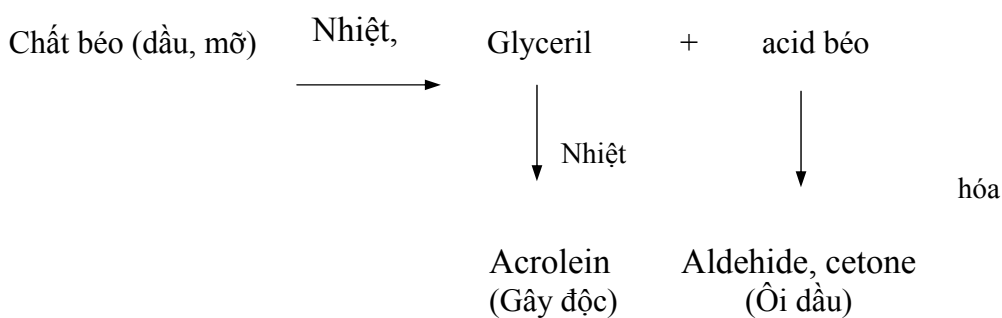 Chất béo (dầu, mỡ) Nhiệt, Glyceril + acid béo
Nhiệt
hóa
Acrolein Aldehide, cetone
(Gây độc) (Ôi dầu)